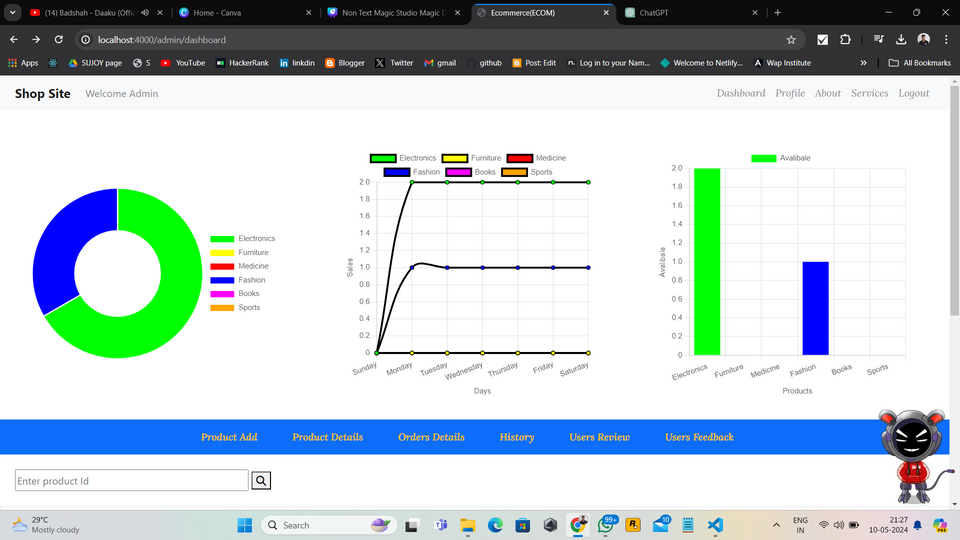 (14) Badshah - Daaku (Offic
Home - Canva
Non Text Magic Studio Magic D
Ecommerce(ECOM)
ChatGPT
localhost:4000/admin/dashboard
Apps
SUJOY page
S
YouTube
HackerRank
linkdin
Blogger
Twitter
gmail
github
Post: Edit
Log in to your Nam...
Welcome to Netlify...
Wap Institute
»
All Bookmarks
Shop Site
Welcome Admin
Dashboard
Profile
About
Services
Logout
Electronics
Furniture
Medicine
Fashion
Books
Sports
Electronics
Furniture
Medicine
Fashion
Books
Sports
2.0
1.8
1.6
1.4
1.2
1.0
0.8
0.6
0.4
0.2
0
Sales
Sunday
Monday
Tuesday
Wednesday
Thursday
Friday
Saturday
Days
Avalibale
2.0
1.8
1.6
1.4
1.2
1.0
0.8
0.6
0.4
0.2
0
Avalibale
Electronics
Furniture
Medicine
Fashion
Books
Sports
Products
Product Add
Product Details
Orders Details
History
Users Review
Users Feedback
Enter product Id
29°C
Mostly cloudy
Search
99+
10
ENG
IN
21:27
10-05-2024